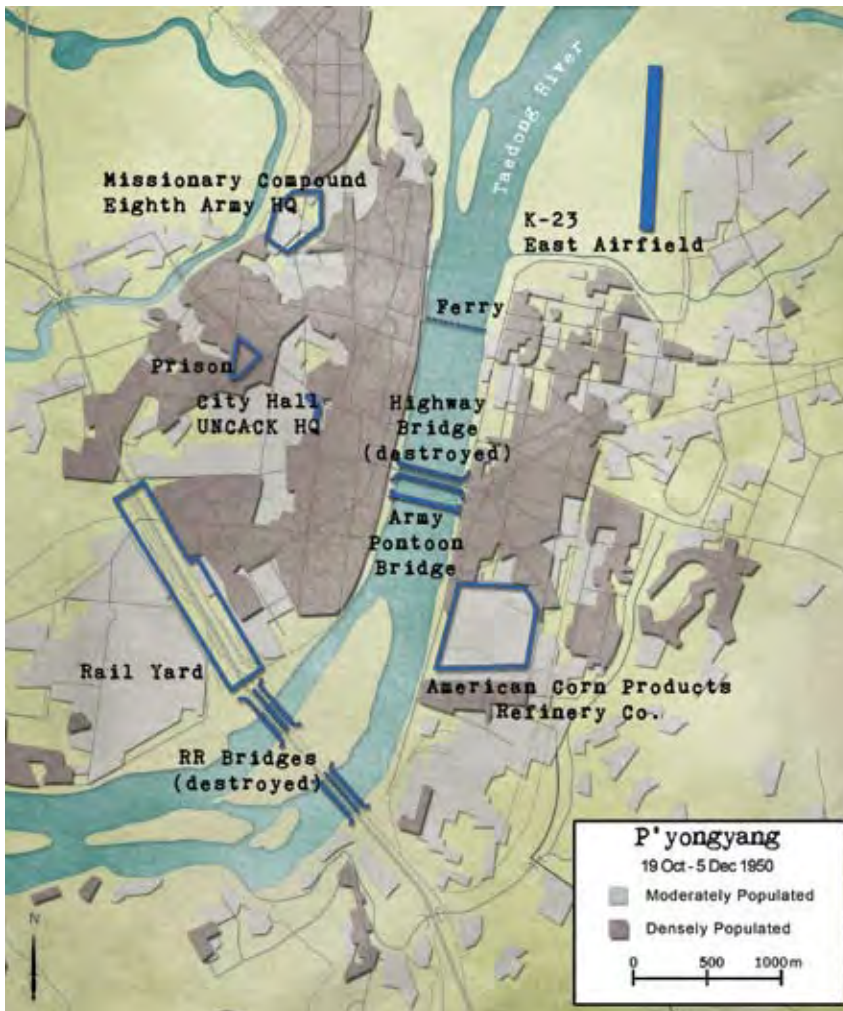 Taedong River
Missionary Compound
Eighth Army HQ
K-23
East Airfield
Ferry
Prison
City Hall
UNCACK HQ
Highway
Bridge
(destroyed)
Army
Pontoon
Bridge
Rail Yard
American Corn Products
Refinery Co.
RR Bridges
(destroyed)
P'yongyang
19 Oct - 5 Dec 1950
Moderately Populated
Densely Populated
0 500 1000m
N